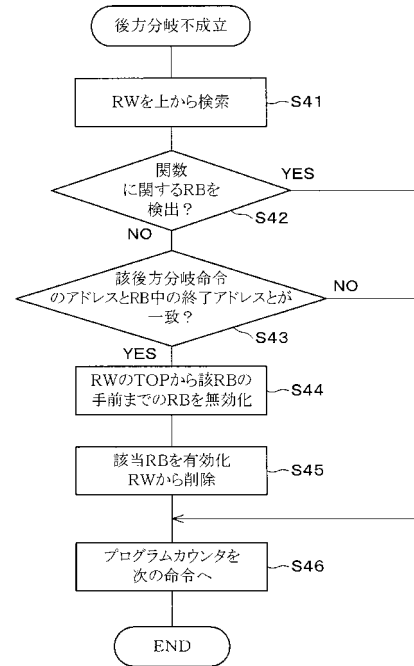 後方分岐不成立
RWを上から検索
S41
関数
に関するRBを
検出？
YES
S42
NO
該後方分岐命令
のアドレスとRB中の終了アドレスとが
一致？
NO
S43
YES
RWのTOPから該RBの
手前までのRBを無効化
S44
該当RBを有効化
RWから削除
S45
プログラムカウンタを
次の命令へ
S46
END